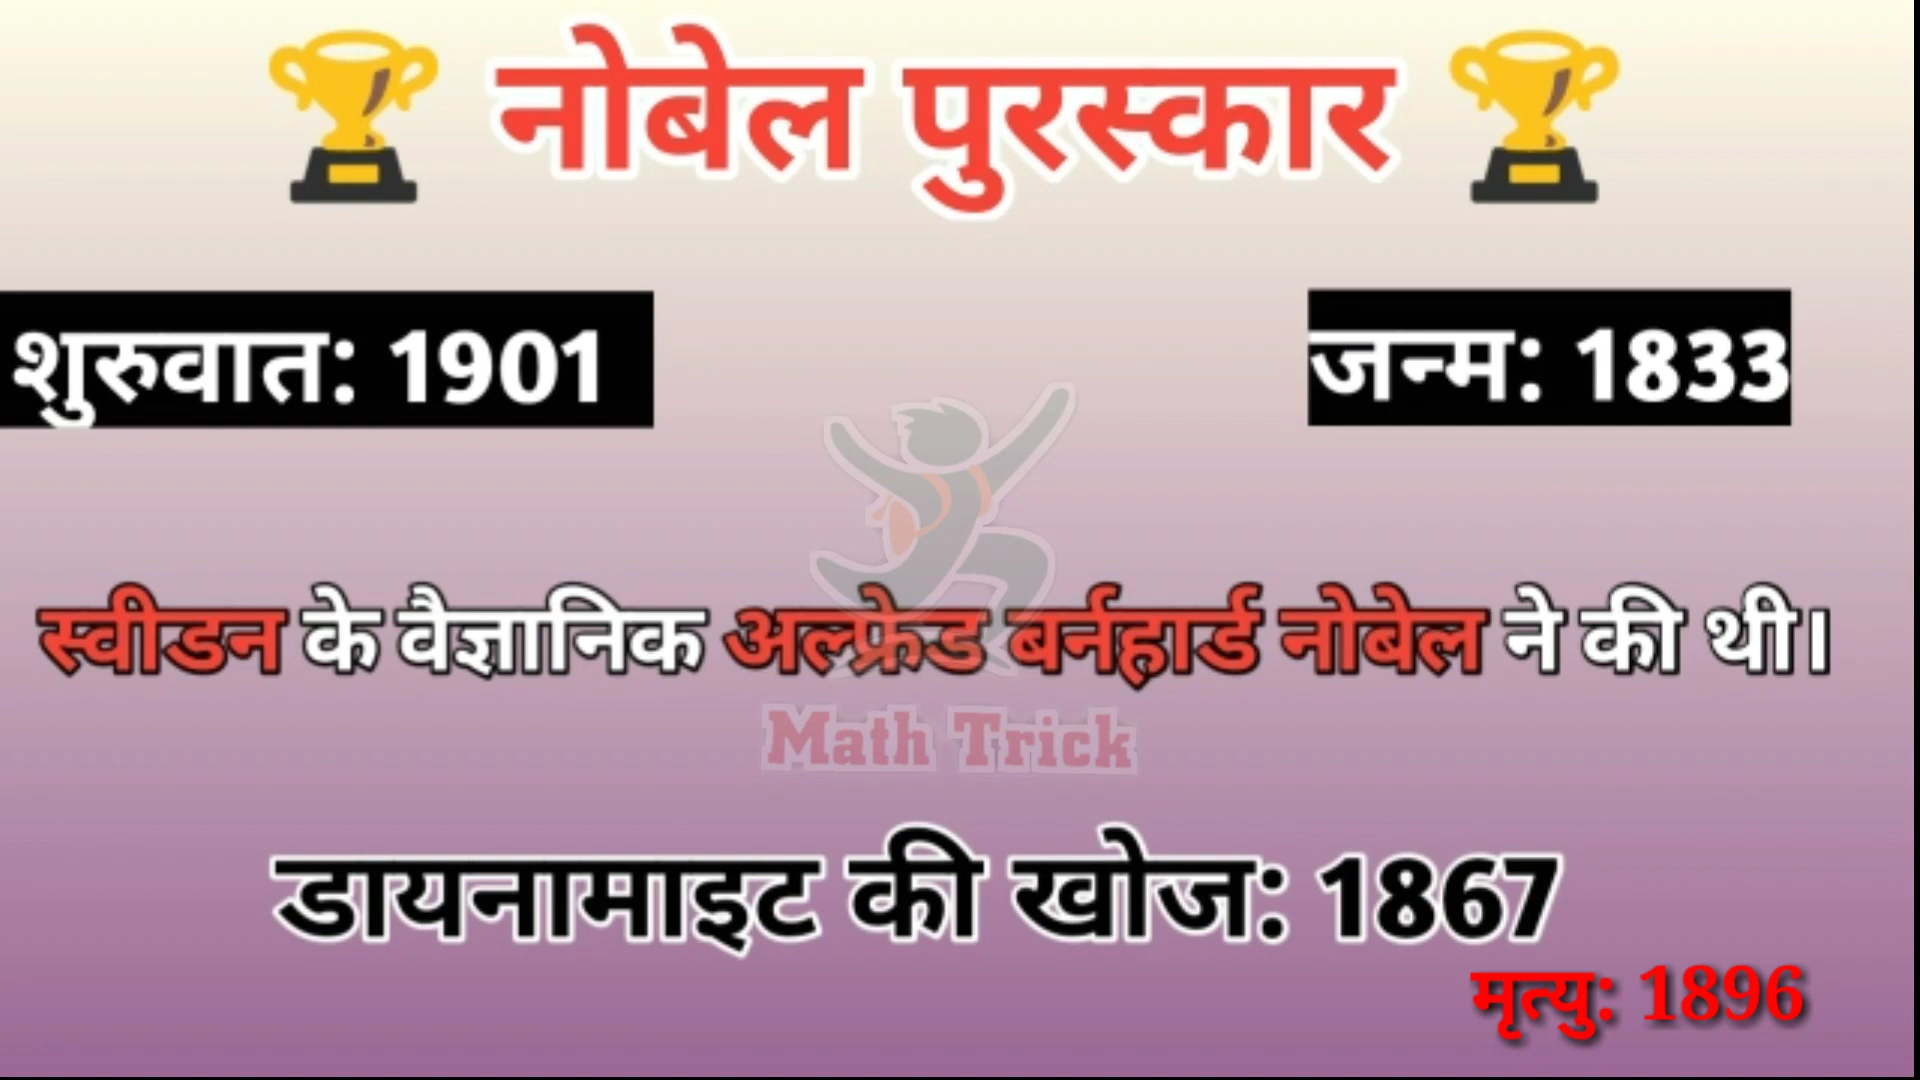 नोबेल पुरस्कार
शुरुवात: 1901
जन्म: 1833
स्वीडन के वैज्ञानिक अल्फ्रेड बर्नहार्ड नोबेल ने की थी।
Math Trick
डायनामाइट की खोज: 1867
मृत्यु: 1896